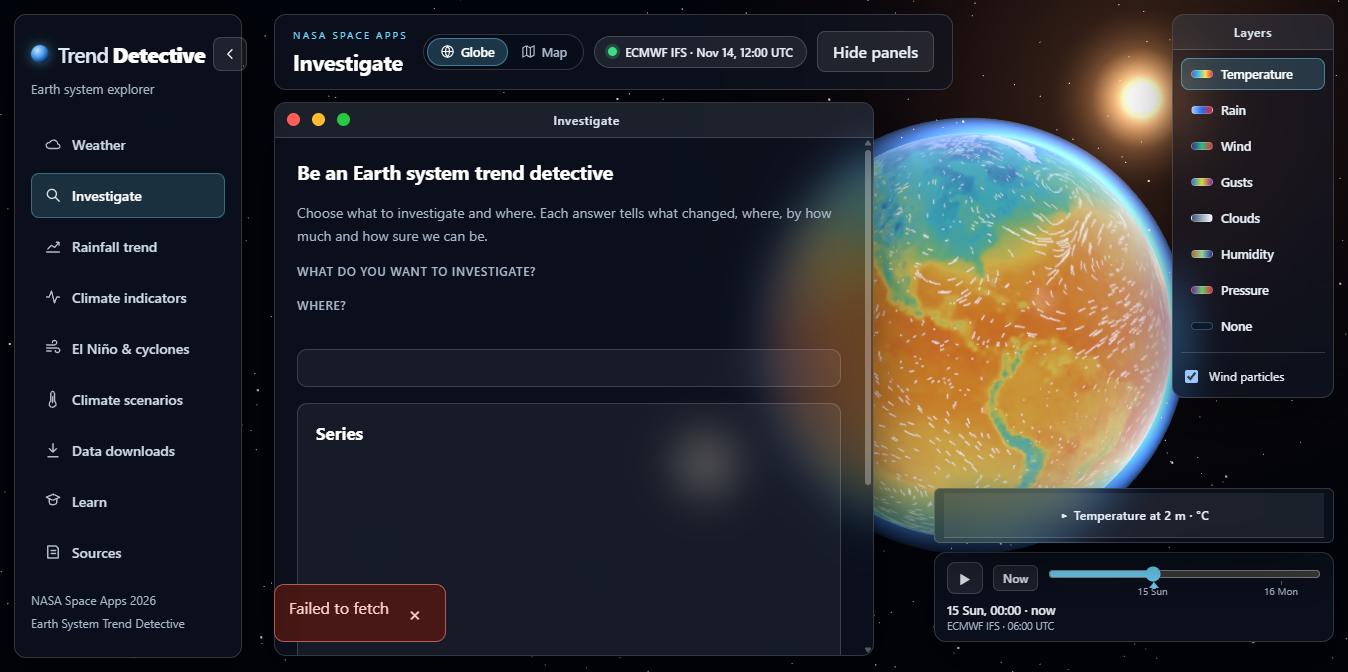 Trend Detective
Earth system explorer
Weather
Investigate
Rainfall trend
Climate indicators
El Niño & cyclones
Climate scenarios
Data downloads
Learn
Sources
NASA Space Apps 2026
Earth System Trend Detective
NASA SPACE APPS
Investigate
Globe
Map
ECMWF IFS · Nov 14, 12:00 UTC
Hide panels
Investigate
Be an Earth system trend detective
Choose what to investigate and where. Each answer tells what changed, where, by how
much and how sure we can be.
WHAT DO YOU WANT TO INVESTIGATE?
WHERE?
Series
Failed to fetch
Layers
Temperature
Rain
Wind
Gusts
Clouds
Humidity
Pressure
None
Wind particles
Temperature at 2 m · °C
Now
15 Sun
16 Mon
15 Sun, 00:00 · now
ECMWF IFS · 06:00 UTC